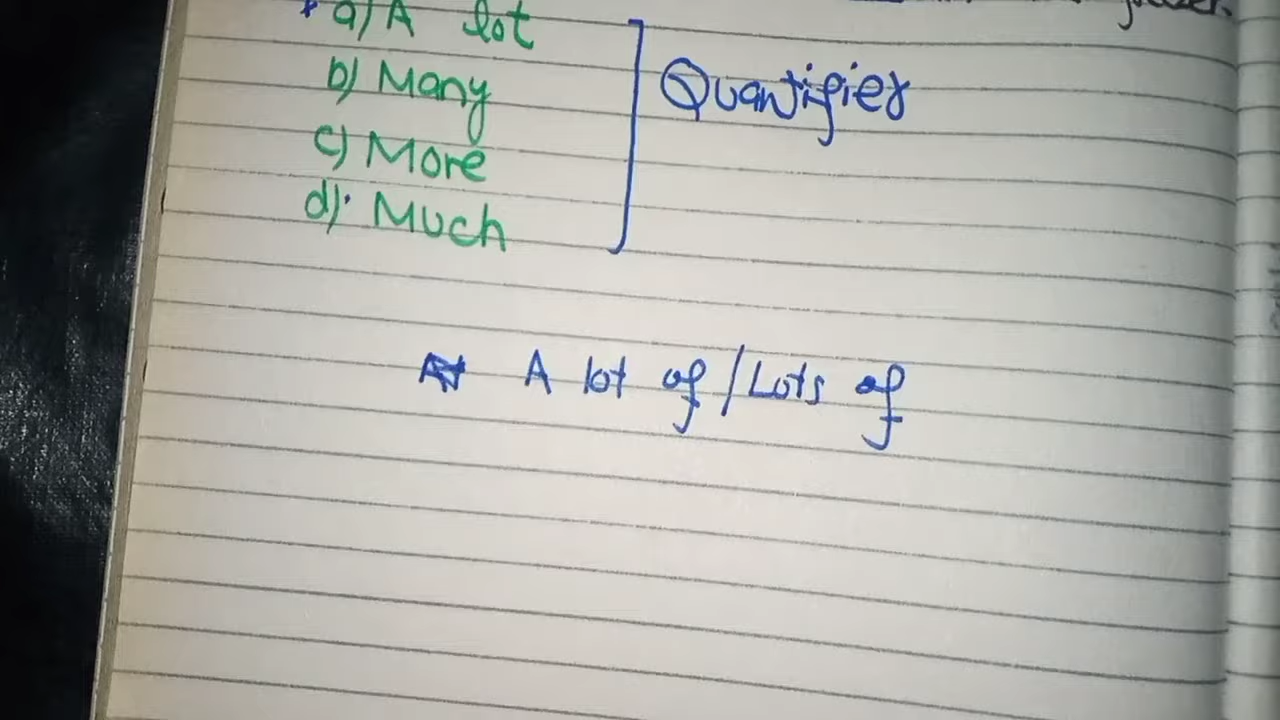 a) A lot
b) Many
c) More
d) Much
Quantifier
A lot of / Lots of